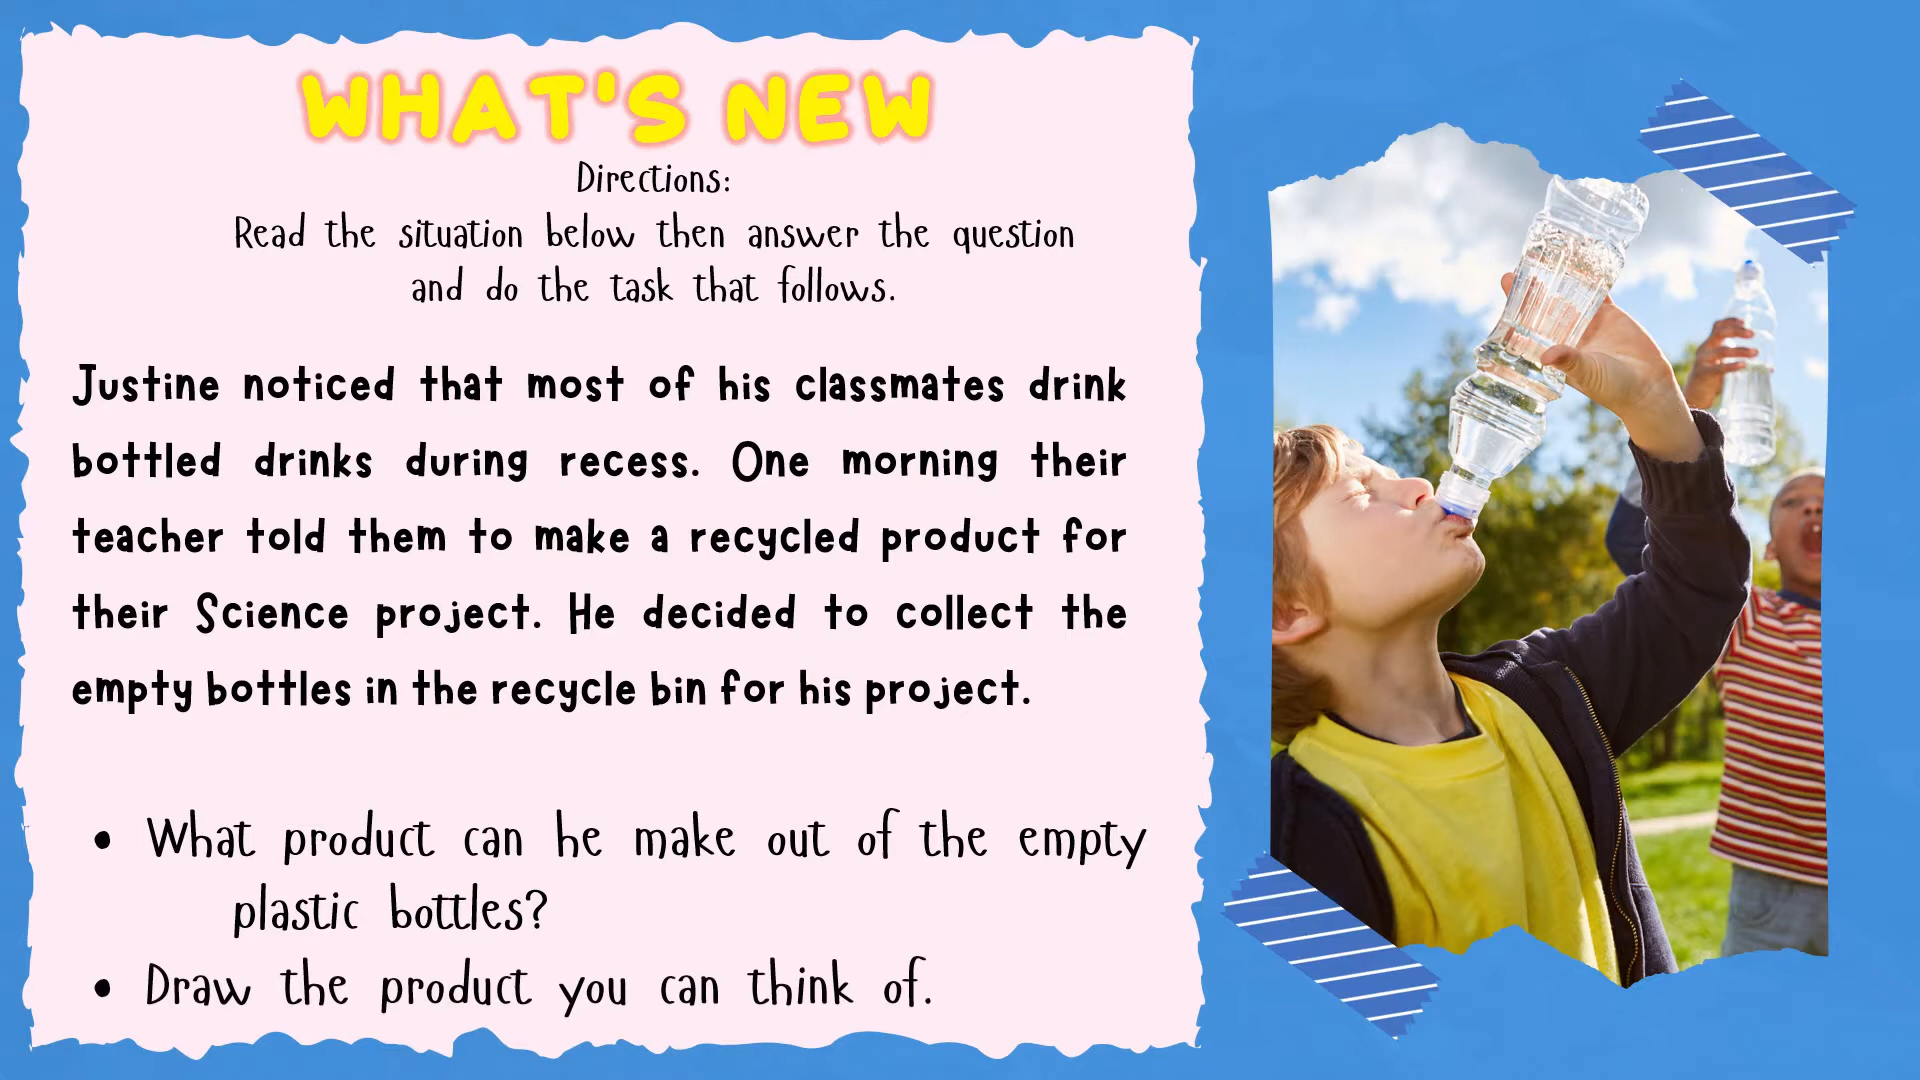 WHAT'S NEW
Directions:
Read the situation below then answer the question
and do the task that follows.
Justine noticed that most of his classmates drink
bottled drinks during recess. One morning their
teacher told them to make a recycled product for
their Science project. He decided to collect the
empty bottles in the recycle bin for his project.
• What product can he make out of the empty
plastic bottles?
• Draw the product you can think of.